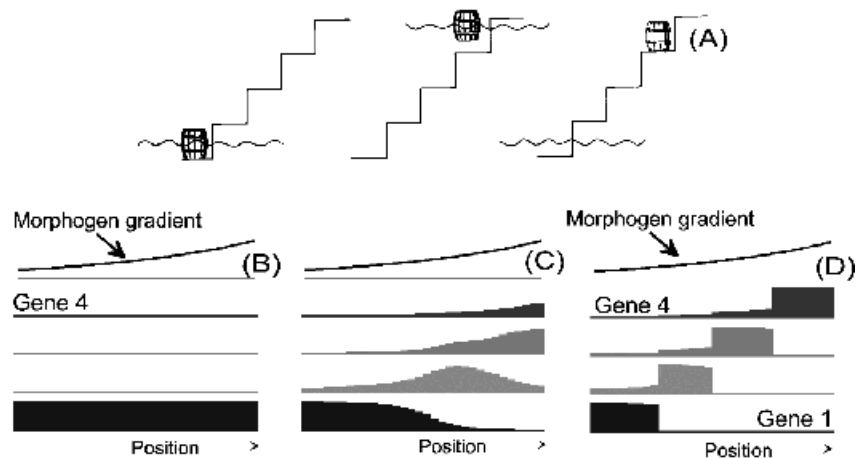 (A)
Morphogen gradient
(B)
(C)
Morphogen gradient
(D)
Gene 4
Gene 4
Gene 1
Position >
Position >
Position >